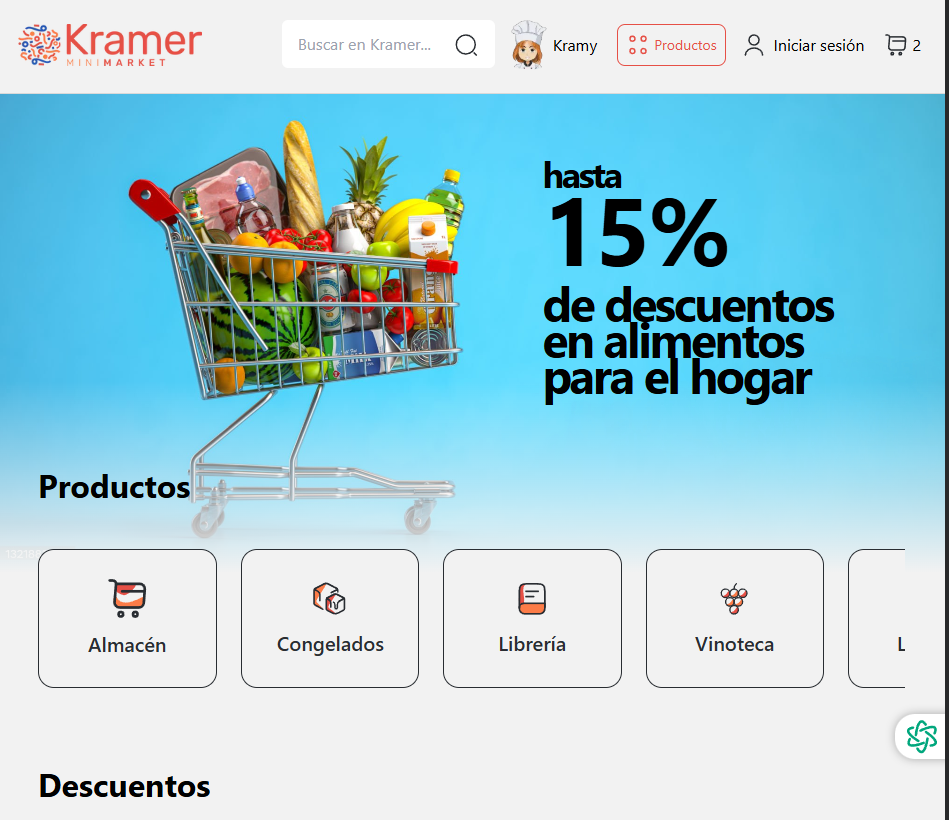 Kramer
MINIMARKET
Buscar en Kramer...
Kramy
Productos
Iniciar sesión
2
hasta
15%
de descuentos
en alimentos
para el hogar
Productos
Almacén
Congelados
Librería
Vinoteca
L
Descuentos